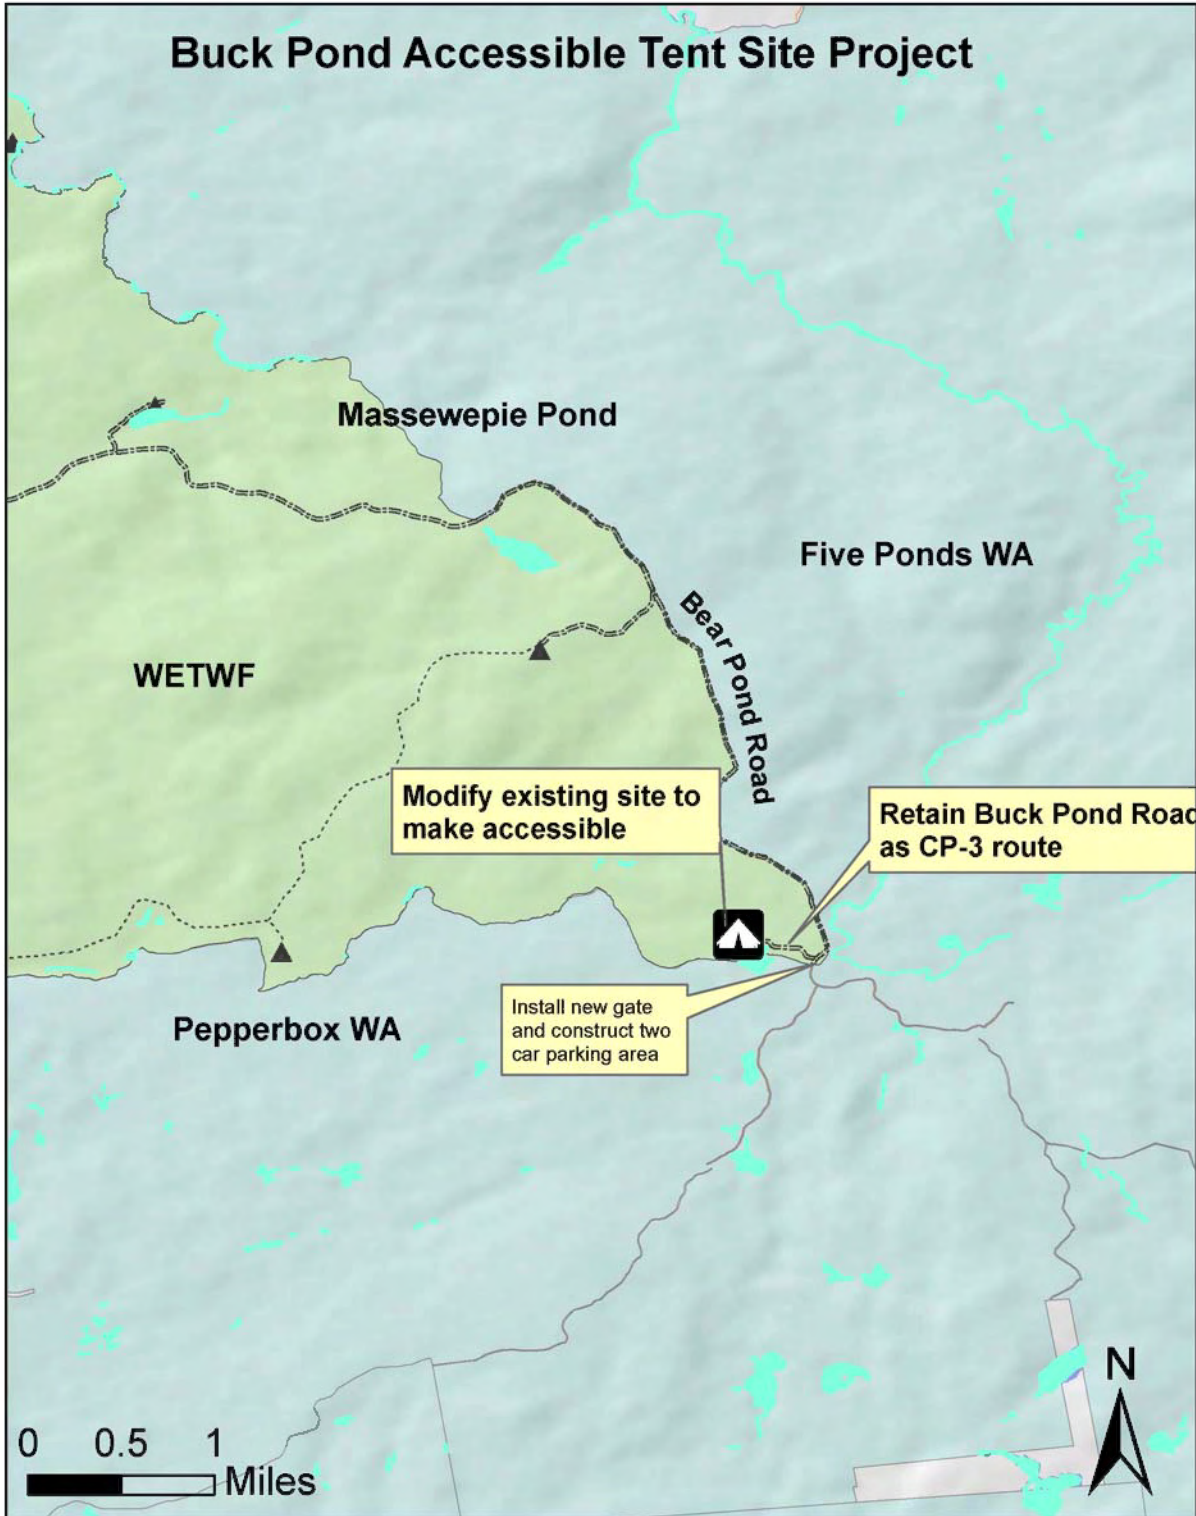 Buck Pond Accessible Tent Site Project
Massewepie Pond
Five Ponds WA
Bear Pond Road
WETWF
Modify existing site to
make accessible
Retain Buck Pond Road
as CP-3 route
Install new gate
and construct two
car parking area
Pepperbox WA
N
0 0.5 1
Miles